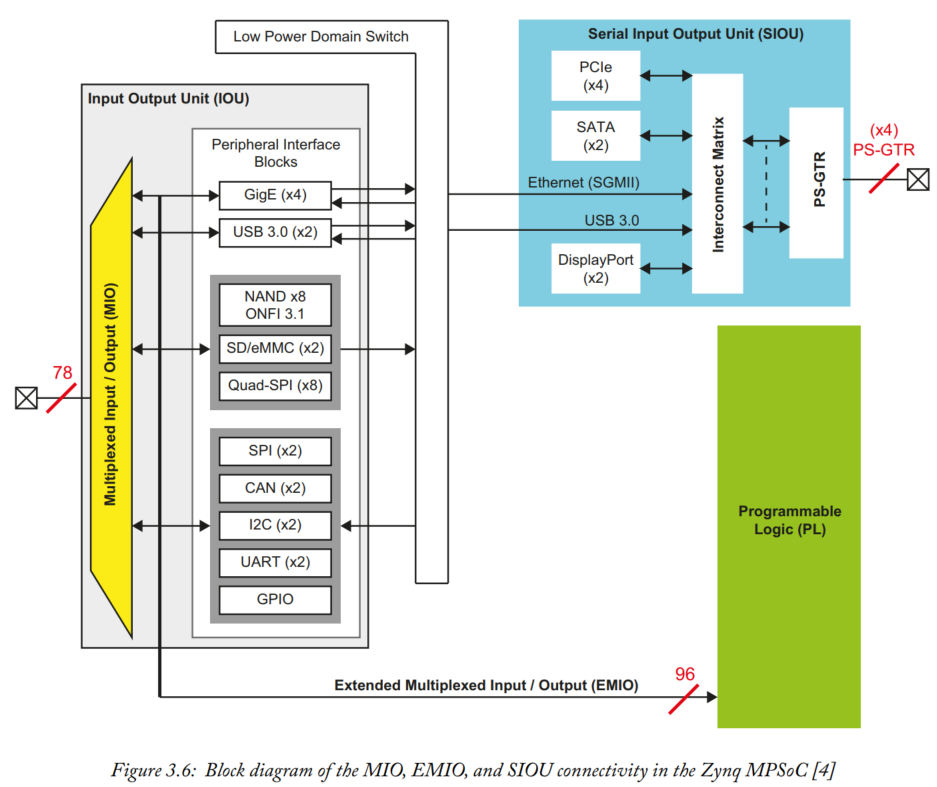 Low Power Domain Switch
Serial Input Output Unit (SIOU)
PCIe
(x4)
SATA
(x2)
Ethernet (SGMII)
USB 3.0
DisplayPort
(x2)
Interconnect Matrix
PS-GTR
(x4)
PS-GTR
Input Output Unit (IOU)
Peripheral Interface
Blocks
GigE (x4)
USB 3.0 (x2)
NAND x8
ONFI 3.1
SD/eMMC (x2)
Quad-SPI (x8)
SPI (x2)
CAN (x2)
I2C (x2)
UART (x2)
GPIO
Multiplexed Input / Output (MIO)
78
Programmable
Logic (PL)
Extended Multiplexed Input / Output (EMIO)
96
Figure 3.6: Block diagram of the MIO, EMIO, and SIOU connectivity in the Zynq MPSoC [4]